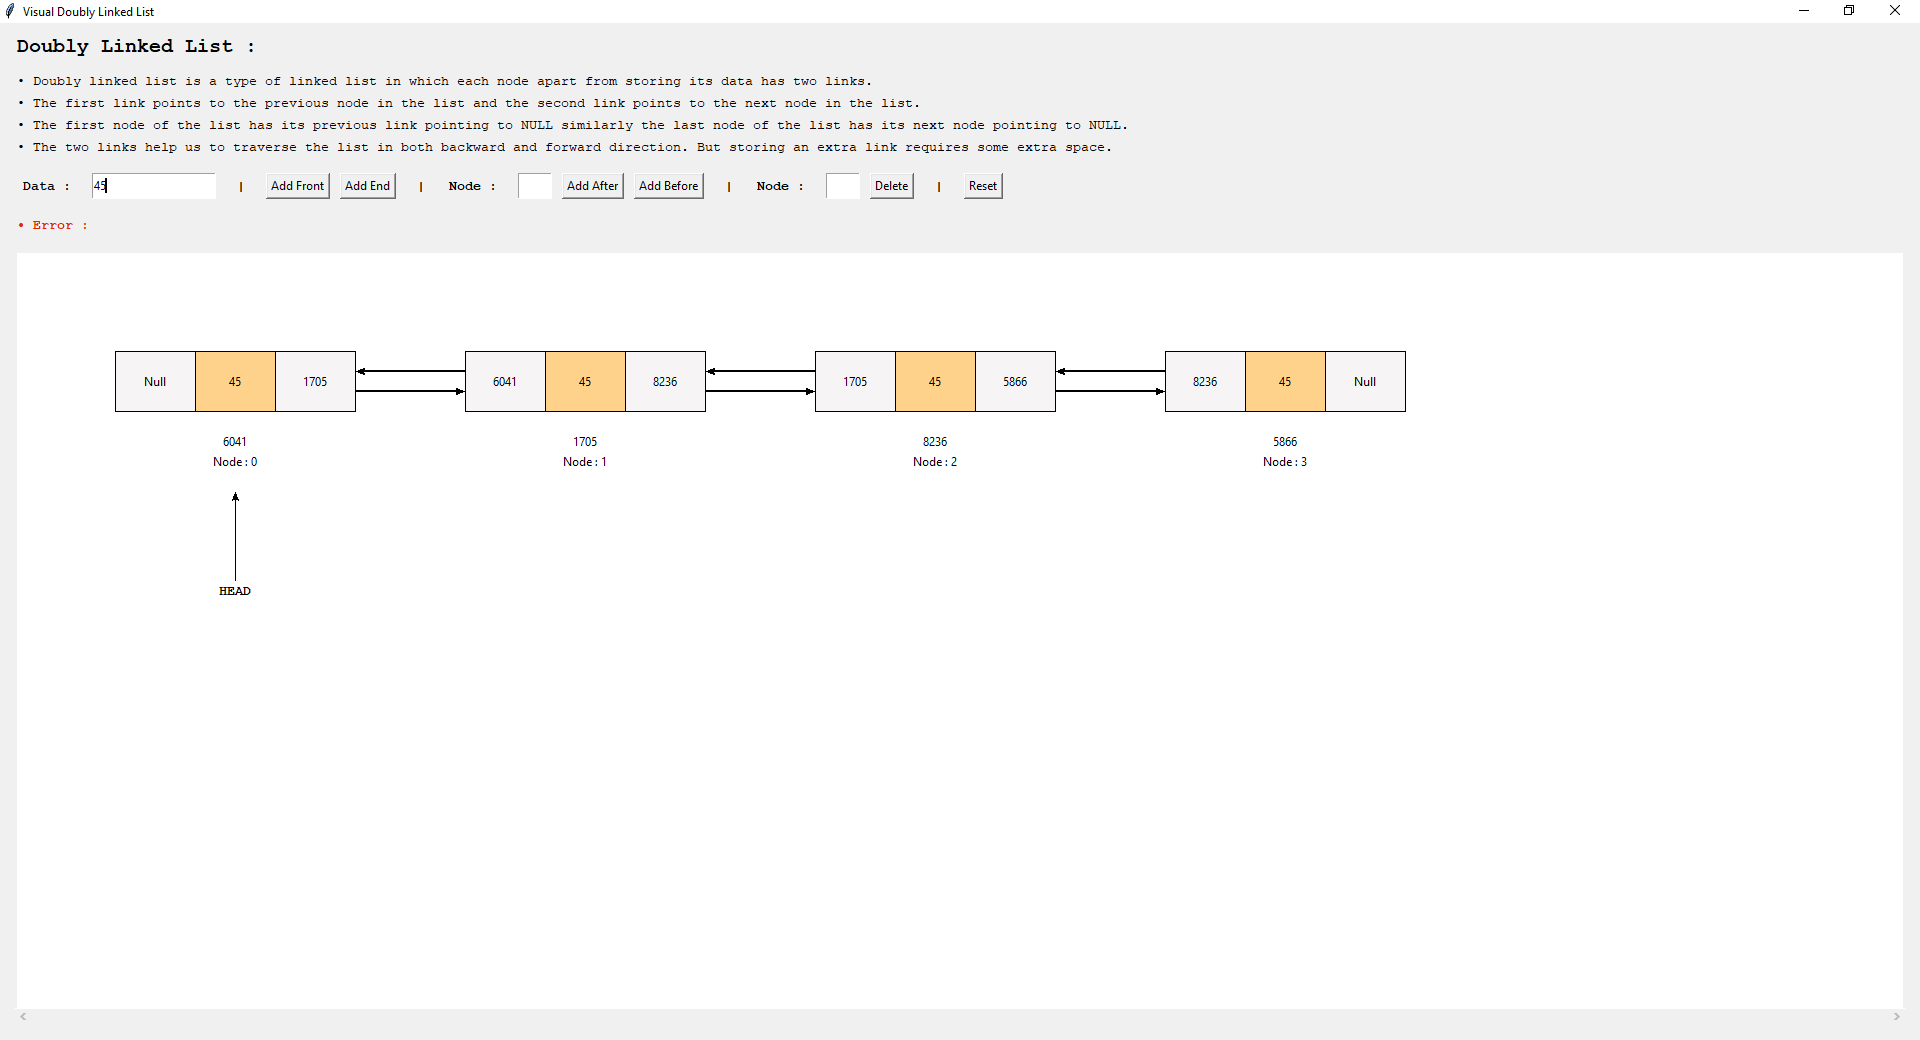 Visual Doubly Linked List
Doubly Linked List :
• Doubly linked list is a type of linked list in which each node apart from storing its data has two links.
• The first link points to the previous node in the list and the second link points to the next node in the list.
• The first node of the list has its previous link pointing to NULL similarly the last node of the list has its next node pointing to NULL.
• The two links help us to traverse the list in both backward and forward direction. But storing an extra link requires some extra space.
Data : 45 | Add Front Add End | Node : Add After Add Before | Node : Delete | Reset
• Error :
Null 45 1705 6041 45 8236 1705 45 5866 8236 45 Null
6041 1705 8236 5866
Node : 0 Node : 1 Node : 2 Node : 3
HEAD